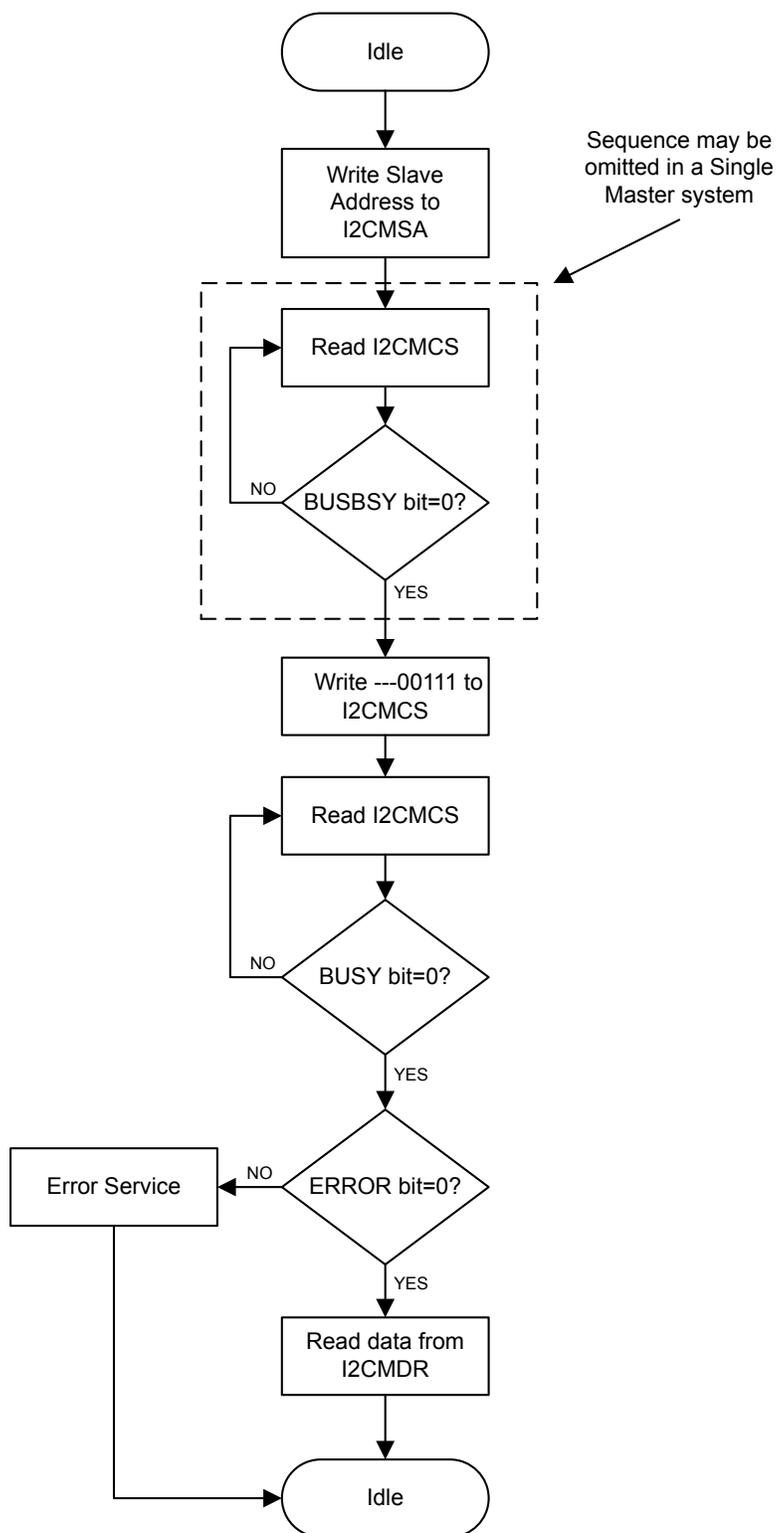 Idle
Write Slave
Address to
I2CMSA
Sequence may be
omitted in a Single
Master system
Read I2CMCS
BUSBSY bit=0?
NO
YES
Write ---00111 to
I2CMCS
Read I2CMCS
BUSY bit=0?
NO
YES
ERROR bit=0?
NO
Error Service
YES
Read data from
I2CMDR
Idle